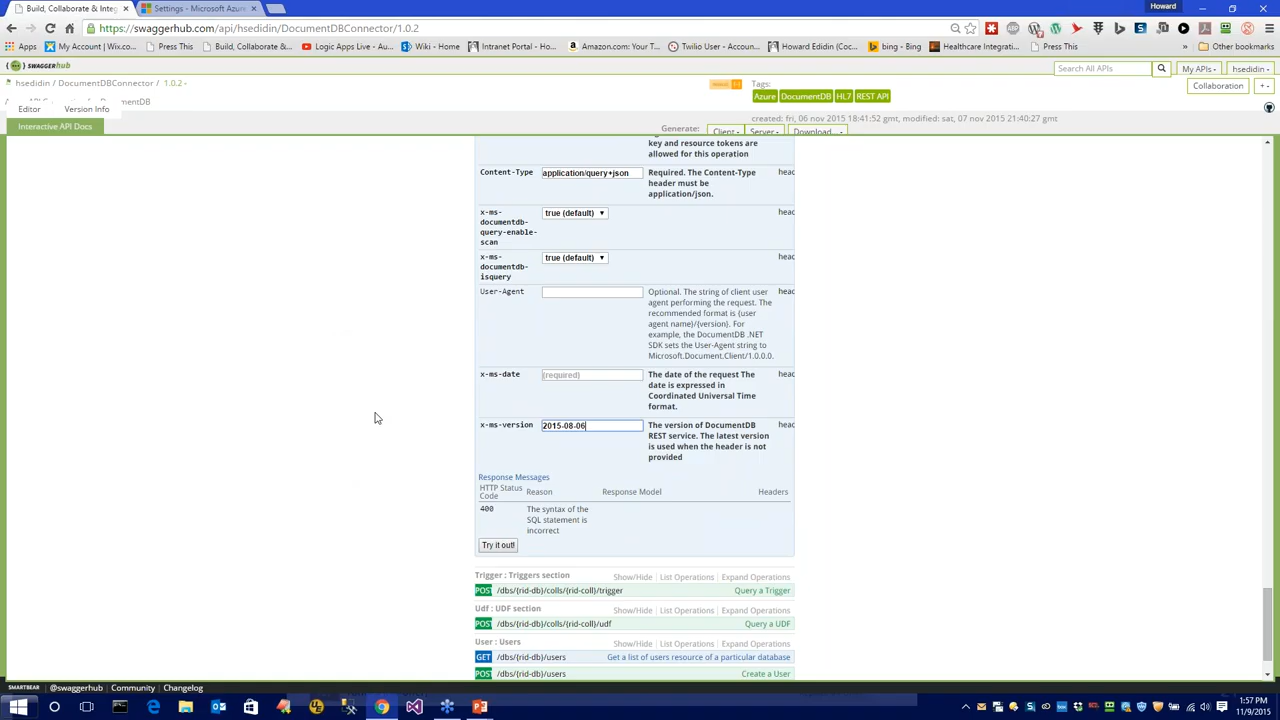 Build, Collaborate & Integ
Settings - Microsoft Azure
Howard
https://swaggerhub.com/api/hsedidin/DocumentDBConnector/1.0.2
Apps
My Account | Wix.co...
Press This
Build, Collaborate &...
Logic Apps Live - Au...
Wiki - Home
Intranet Portal - Ho...
Amazon.com: Your T...
Twilio User - Accoun...
Howard Edidin (Coc...
bing - Bing
Healthcare Integrati...
Press This
Other bookmarks
SWAGGERHUB
Search All APIs
My APIs
hsedidin
hsedidin / DocumentDBConnector / 1.0.2
Tags:
Collaboration
Azure
DocumentDB
HL7
REST API
Editor
Version Info
created: fri, 06 nov 2015 18:41:52 gmt, modified: sat, 07 nov 2015 21:40:27 gmt
Interactive API Docs
Generate:
Client
Server
Download...
key and resource tokens are
allowed for this operation
Content-Type
application/query+json
Required. The Content-Type
header must be
application/json.
head
x-ms-
documentdb-
query-enable-
scan
true (default)
head
x-ms-
documentdb-
isquery
true (default)
head
User-Agent
Optional. The string of client user
agent performing the request. The
recommended format is {user
agent name}/{version}. For
example, the DocumentDB .NET
SDK sets the User-Agent string to
Microsoft.Document.Client/1.0.0.0.
head
x-ms-date
(required)
The date of the request The
date is expressed in
Coordinated Universal Time
format.
head
x-ms-version
2015-08-06
The version of DocumentDB
REST service. The latest version
is used when the header is not
provided
head
Response Messages
HTTP Status
Code
Reason
Response Model
Headers
400
The syntax of the
SQL statement is
incorrect
Try it out!
Trigger : Triggers section
Show/Hide
List Operations
Expand Operations
POST
/dbs/{rid-db}/colls/{rid-coll}/trigger
Query a Trigger
Udf : UDF section
Show/Hide
List Operations
Expand Operations
POST
/dbs/{rid-db}/colls/{rid-coll}/udf
Query a UDF
User : Users
Show/Hide
List Operations
Expand Operations
GET
/dbs/{rid-db}/users
Get a list of users resource of a particular database
POST
/dbs/{rid-db}/users
Create a User
SMARTBEAR
@swaggerhub
Community
Changelog
1:57 PM
11/9/2015